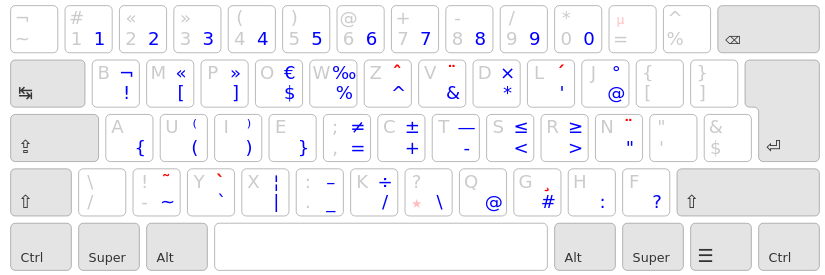 ¬ # « » ( ) @ + - / * µ ^
~ 1 1 2 2 3 3 4 4 5 5 6 6 7 7 8 8 9 9 0 0 = % ⌫
B ¬ M « P » O € W ‰ Z ˆ V ¨ D × L ´ J ° { }
↹ ! [ ] $ % ^ & * ' @ [ ]
A U ⁽ I ⁾ E ; ≠ C ± T — S ≤ R ≥ N ¨ " &
⇪ { ( ) } , = + - < > " ' $ ⏎
\ ! ˜ Y ` X ¦ : – K ÷ ? Q G ¸ H F
⇧ / - ~ ` | . _ / ★ \ @ # : ? ⇧
Ctrl Super Alt Alt Super ☰ Ctrl